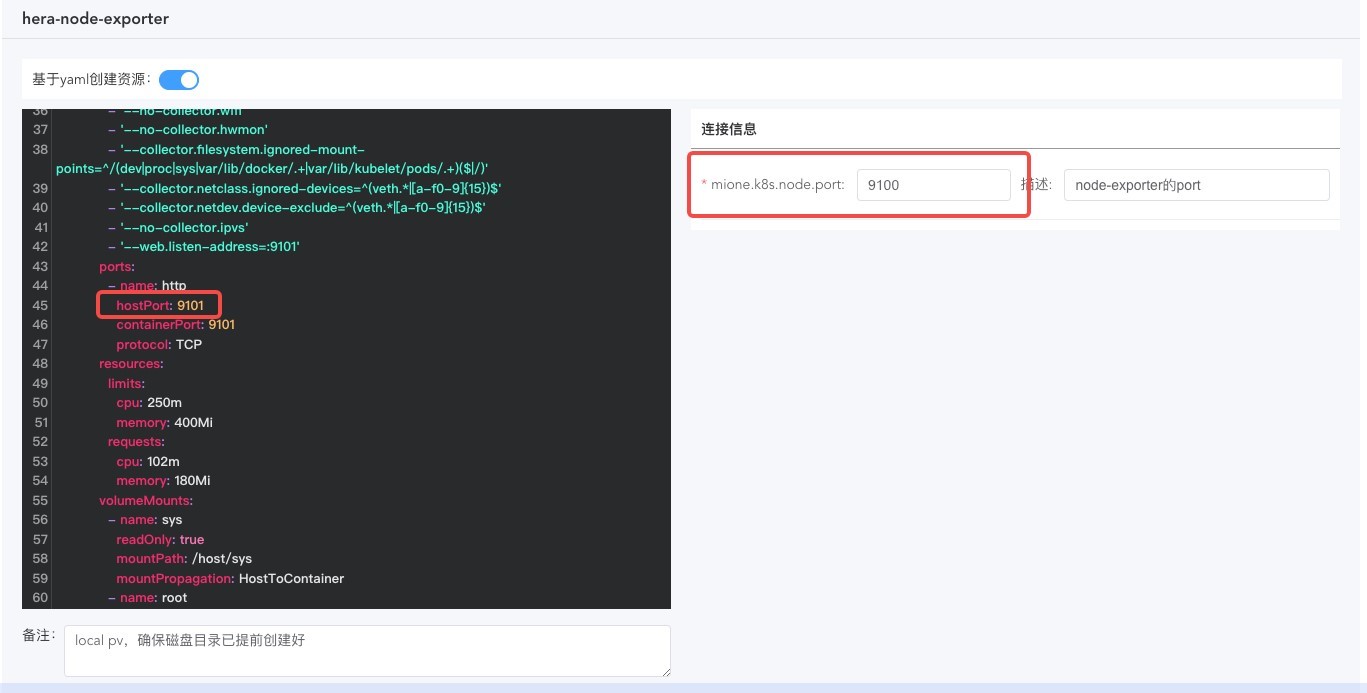 hera-node-exporter
基于yaml创建资源：
36 - '--no-collector.wifi'
37 - '--no-collector.hwmon'
38 - '--collector.filesystem.ignored-mount-
points=^/(dev|proc|sys|var/lib/docker/.+|var/lib/kubelet/pods/.+)($|/)'
39 - '--collector.netclass.ignored-devices=^(veth.*|[a-f0-9]{15})$'
40 - '--collector.netdev.device-exclude=^(veth.*|[a-f0-9]{15})$'
41 - '--no-collector.ipvs'
42 - '--web.listen-address=:9101'
43 ports:
44 - name: http
45 hostPort: 9101
46 containerPort: 9101
47 protocol: TCP
48 resources:
49 limits:
50 cpu: 250m
51 memory: 400Mi
52 requests:
53 cpu: 102m
54 memory: 180Mi
55 volumeMounts:
56 - name: sys
57 readOnly: true
58 mountPath: /host/sys
59 mountPropagation: HostToContainer
60 - name: root
备注： local pv，确保磁盘目录已提前创建好
连接信息
* mione.k8s.node.port: 9100 描述: node-exporter的port